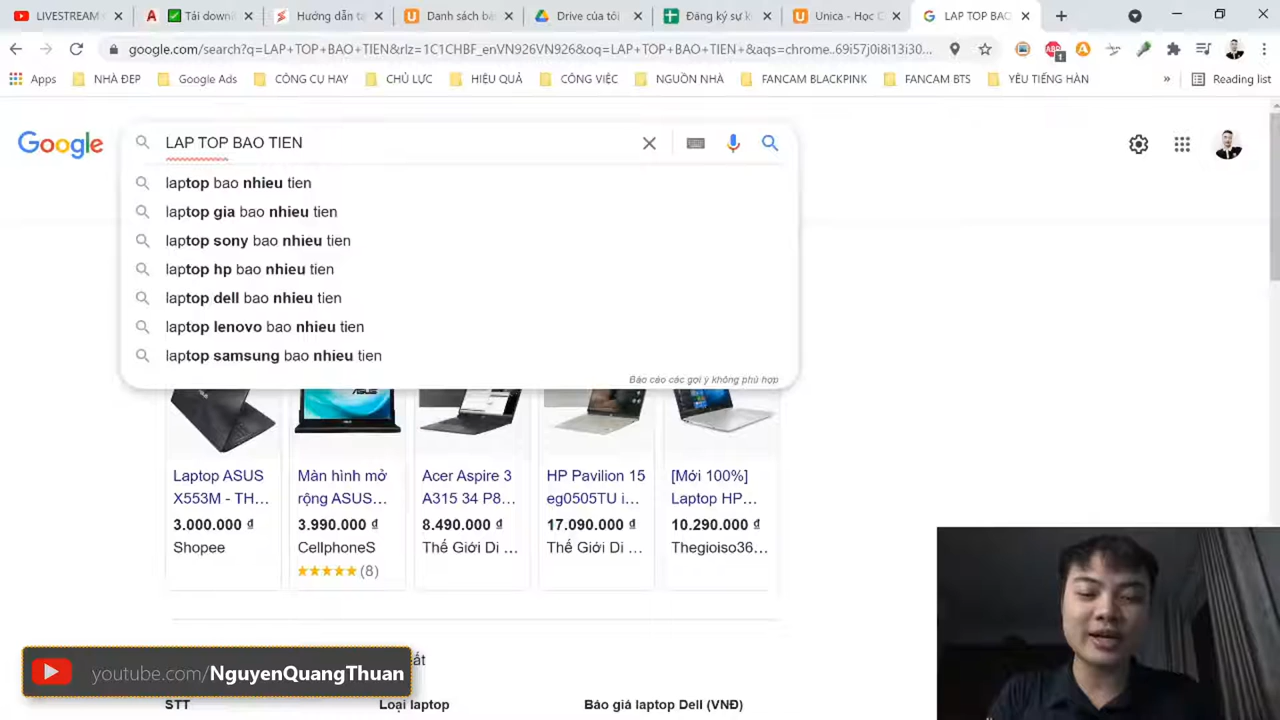 LIVESTREAM
Tải down
Hướng dẫn tạ
Danh sách bà
Drive của tôi
Đăng ký sự k
Unica - Học C
LAP TOP BAO
google.com/search?q=LAP+TOP+BAO+TIEN&rlz=1C1CHBF_enVN926VN926&oq=LAP+TOP+BAO+TIEN+&aqs=chrome..69i57j0i8i13i30...
1
Apps
NHÀ ĐẸP
Google Ads
CÔNG CỤ HAY
CHỦ LỰC
HIỆU QUẢ
CÔNG VIỆC
NGUỒN NHÀ
FANCAM BLACKPINK
FANCAM BTS
YÊU TIẾNG HÀN
»
Reading list
Google
LAP TOP BAO TIEN
laptop bao nhieu tien
laptop gia bao nhieu tien
laptop sony bao nhieu tien
laptop hp bao nhieu tien
laptop dell bao nhieu tien
laptop lenovo bao nhieu tien
laptop samsung bao nhieu tien
Báo cáo các gợi ý không phù hợp
Laptop ASUS
X553M - TH...
3.000.000 ₫
Shopee
Màn hình mở
rộng ASUS...
3.990.000 ₫
CellphoneS
(8)
Acer Aspire 3
A315 34 P8...
8.490.000 ₫
Thế Giới Di ...
HP Pavilion 15
eg0505TU i...
17.090.000 ₫
Thế Giới Di ...
[Mới 100%]
Laptop HP...
10.290.000 ₫
Thegioiso36...
youtube.com/NguyenQuangThuan
STT
Loại laptop
Báo giá laptop Dell (VNĐ)